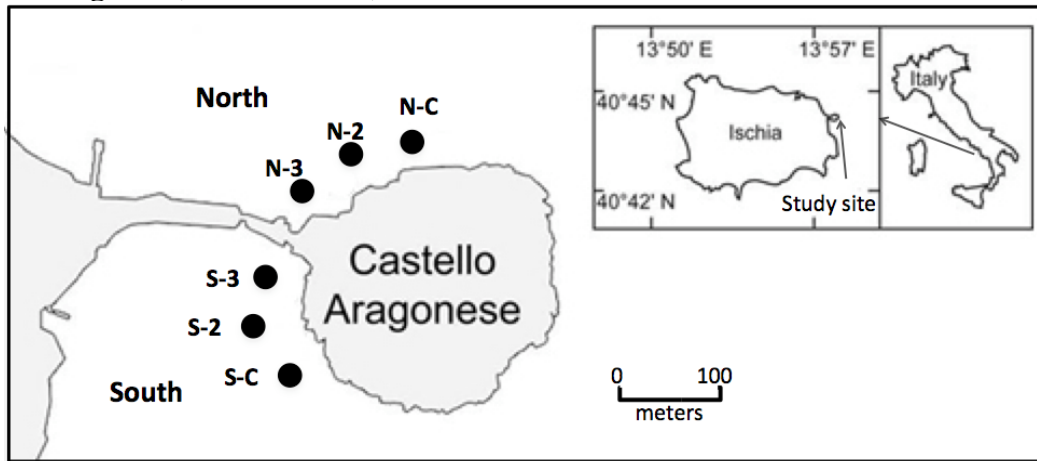 North
N-C
N-2
N-3
S-3
S-2
S-C
South
Castello
Aragonese
0 100
meters
13°50' E
13°57' E
40°45' N
40°42' N
Ischia
Study site
Italy